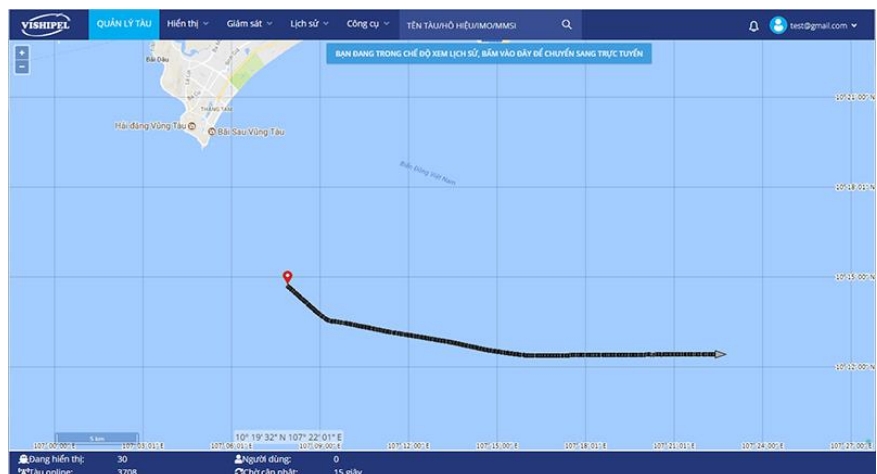 VISHIPEL QUẢN LÝ TÀU Hiển thị Giám sát Lịch sử Công cụ TÊN TÀU/HÔ HIỆU/IMO/MMSI test@gmail.com
BẠN ĐANG TRONG CHẾ ĐỘ XEM LỊCH SỬ, BẤM VÀO ĐÂY ĐỂ CHUYỂN SANG TRỰC TUYẾN
Bãi Dâu
10°21'00"N
THẮNG TAM
Hải đăng Vũng Tàu Bãi Sau Vũng Tàu
Biển Đông Việt Nam
10°18'01"N
10°15'00"N
10°12'00"N
5 km
10° 19' 32" N 107° 22' 01" E
107°00'00"E 107°03'01"E 107°06'01"E 107°09'00"E 107°12'00"E 107°15'00"E 107°18'01"E 107°21'01"E 107°24'00"E 107°27'00"E
Đang hiển thị: 30 Người dùng: 0
Tàu online: 3708 Chờ cập nhật: 15 giây